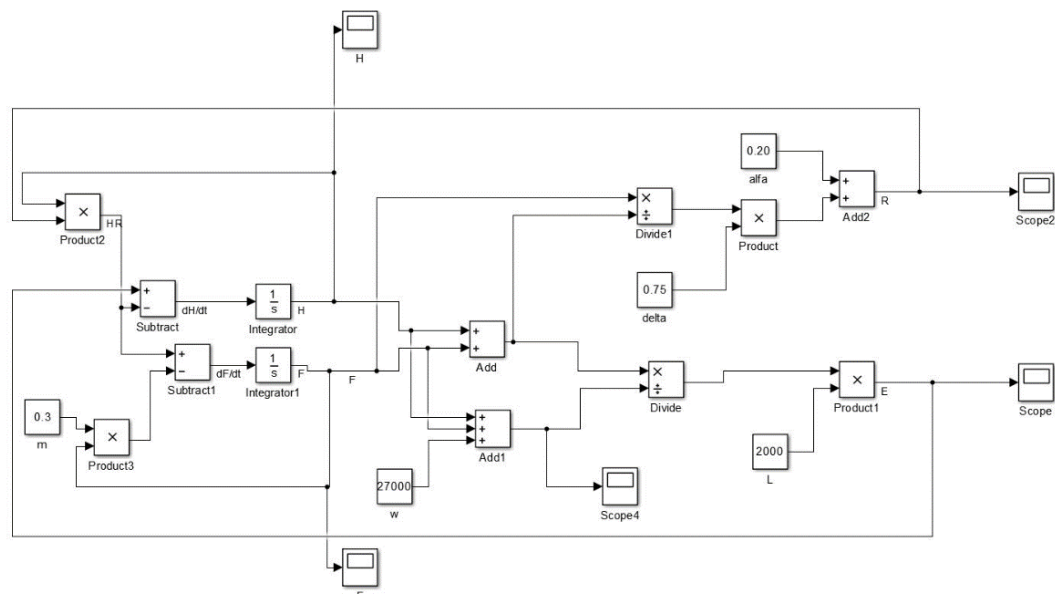 H
0.20
alfa
+
+
R
Add2
Scope2
×
÷
Divide1
×
Product
×
HR
Product2
0.75
delta
+
−
dH/dt
Subtract
1
s
H
Integrator
+
+
Add
+
−
dF/dt
Subtract1
1
s
F
F
Integrator1
×
÷
Divide
×
E
Product1
Scope
0.3
m
×
Product3
+
+
+
Add1
27000
w
2000
L
Scope4